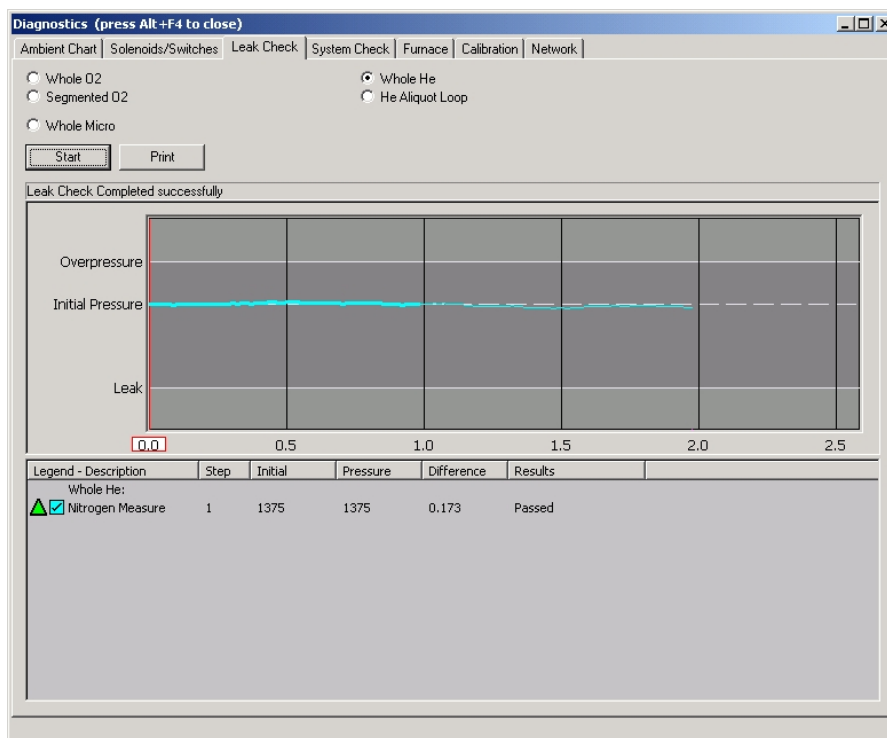 Diagnostics (press Alt+F4 to close)
Ambient Chart Solenoids/Switches Leak Check System Check Furnace Calibration Network
Whole O2 Whole He
Segmented O2 He Aliquot Loop
Whole Micro
Start Print
Leak Check Completed successfully
Overpressure
Initial Pressure
Leak
0.0 0.5 1.0 1.5 2.0 2.5
Legend - Description Step Initial Pressure Difference Results
Whole He:
Nitrogen Measure 1 1375 1375 0.173 Passed